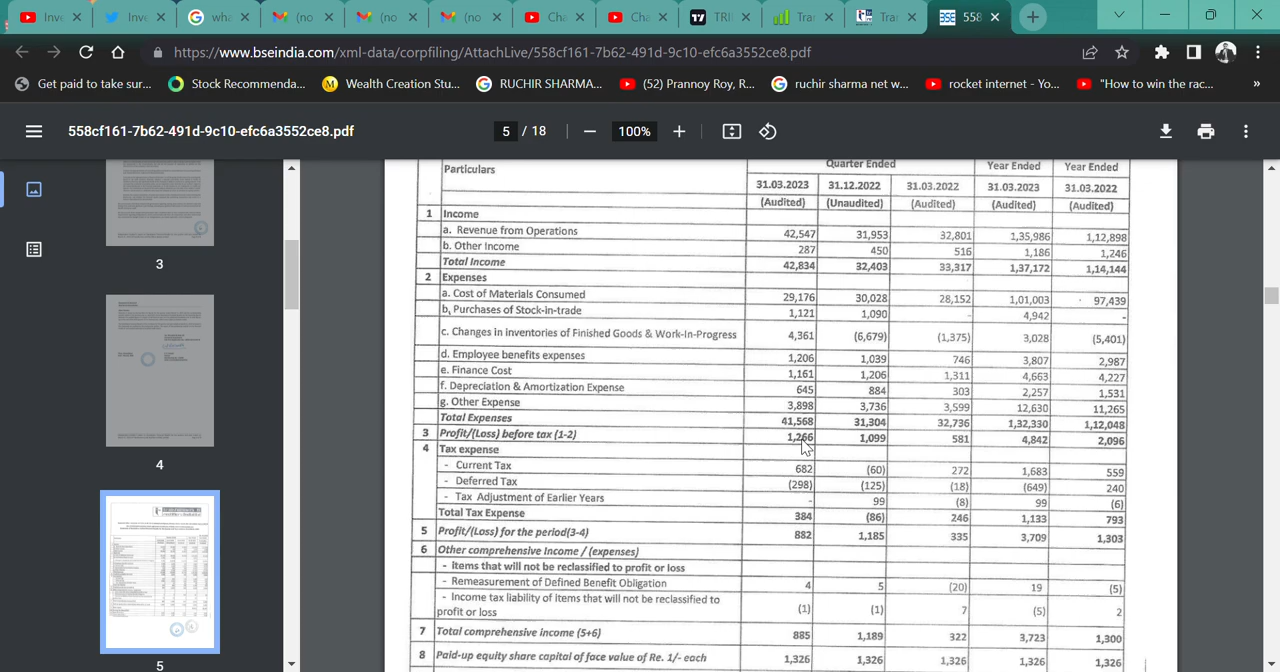 Inve
Inve
wha
(no
(no
(no
Cha
Cha
TRI
Tran
Tra
558
https://www.bseindia.com/xml-data/corpfiling/AttachLive/558cf161-7b62-491d-9c10-efc6a3552ce8.pdf
Get paid to take sur... Stock Recommenda... Wealth Creation Stu... RUCHIR SHARMA... (52) Prannoy Roy, R... ruchir sharma net w... rocket internet - Yo... "How to win the rac... »
558cf161-7b62-491d-9c10-efc6a3552ce8.pdf 5 / 18 100%
3
4
5
Particulars Quarter Ended Year Ended Year Ended
31.03.2023 31.12.2022 31.03.2022 31.03.2023 31.03.2022
(Audited) (Unaudited) (Audited) (Audited) (Audited)
1 Income
a. Revenue from Operations 42,547 31,953 32,801 1,35,986 1,12,898
b. Other Income 287 450 516 1,186 1,246
Total Income 42,834 32,403 33,317 1,37,172 1,14,144
2 Expenses
a. Cost of Materials Consumed 29,176 30,028 28,152 1,01,003 97,439
b. Purchases of Stock-in-trade 1,121 1,090 - 4,942 -
c. Changes in inventories of Finished Goods & Work-In-Progress 4,361 (6,679) (1,375) 3,028 (5,401)
d. Employee benefits expenses 1,206 1,039 746 3,807 2,987
e. Finance Cost 1,161 1,206 1,311 4,663 4,227
f. Depreciation & Amortization Expense 645 884 303 2,257 1,531
g. Other Expense 3,898 3,736 3,599 12,630 11,265
Total Expenses 41,568 31,304 32,736 1,32,330 1,12,048
3 Profit/(Loss) before tax (1-2) 1,266 1,099 581 4,842 2,096
4 Tax expense
- Current Tax 682 (60) 272 1,683 559
- Deferred Tax (298) (125) (18) (649) 240
- Tax Adjustment of Earlier Years - 99 (8) 99 (6)
Total Tax Expense 384 (86) 246 1,133 793
5 Profit/(Loss) for the period(3-4) 882 1,185 335 3,709 1,303
6 Other comprehensive Income / (expenses)
- Items that will not be reclassified to profit or loss
- Remeasurement of Defined Benefit Obligation 4 5 (20) 19 (5)
- Income tax liability of items that will not be reclassified to
profit or loss (1) (1) 7 (5) 2
7 Total comprehensive income (5+6) 885 1,189 322 3,723 1,300
8 Paid-up equity share capital of face value of Re. 1/- each 1,326 1,326 1,326 1,326 1,326